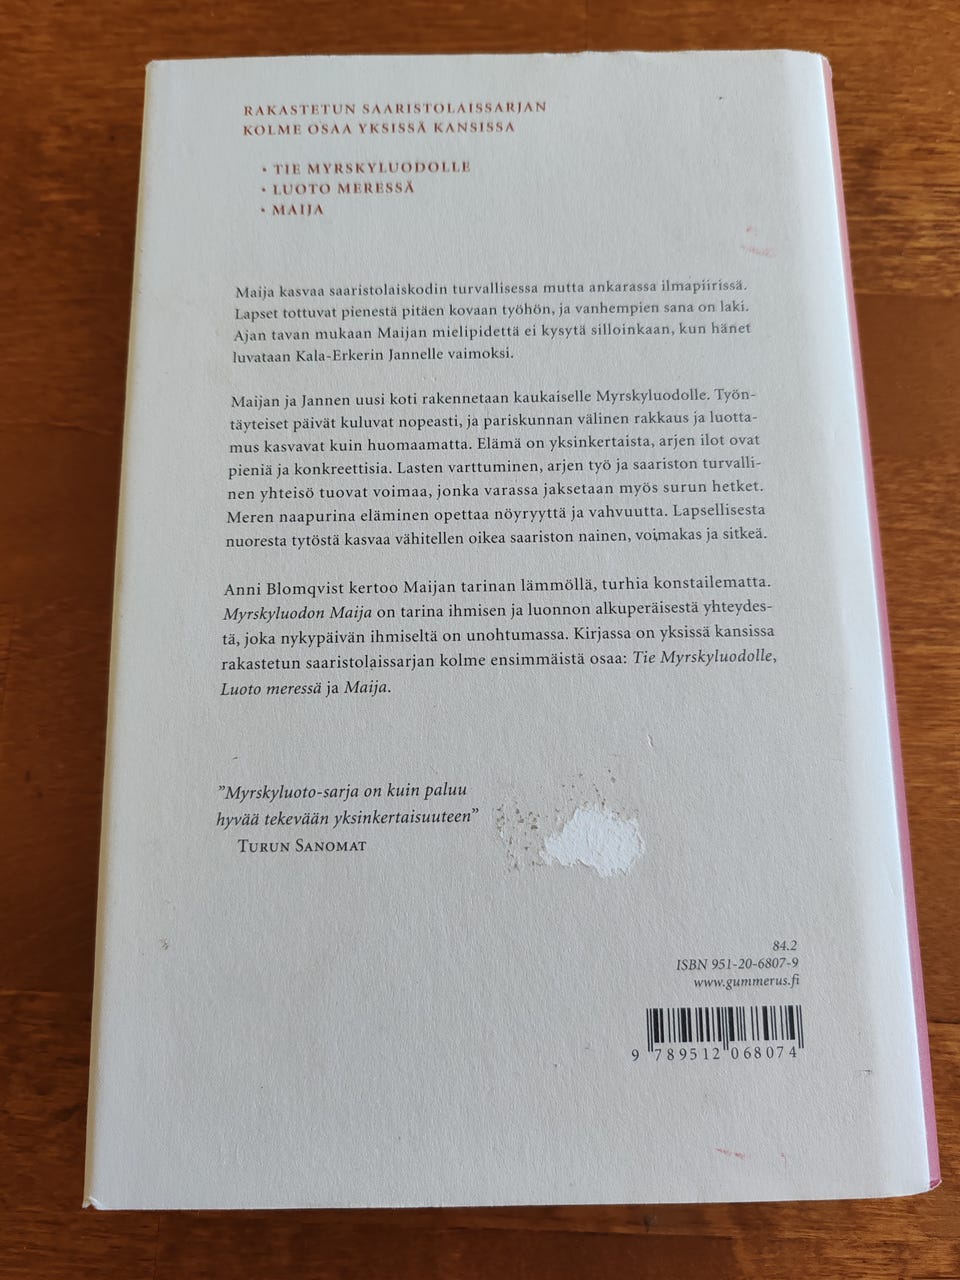 RAKASTETUN SAARISTOLAISSARJAN
KOLME OSAA YKSISSÄ KANSISSA
• TIE MYRSKYLUODOLLE
• LUOTO MERESSÄ
• MAIJA
Maija kasvaa saaristolaiskodin turvallisessa mutta ankarassa ilmapiirissä.
Lapset tottuvat pienestä pitäen kovaan työhön, ja vanhempien sana on laki.
Ajan tavan mukaan Maijan mielipidettä ei kysytä silloinkaan, kun hänet
luvataan Kala-Erkerin Jannelle vaimoksi.
Maijan ja Jannen uusi koti rakennetaan kaukaiselle Myrskyluodolle. Työn-
täyteiset päivät kuluvat nopeasti, ja pariskunnan välinen rakkaus ja luotta-
mus kasvavat kuin huomaamatta. Elämä on yksinkertaista, arjen ilot ovat
pieniä ja konkreettisia. Lasten varttuminen, arjen työ ja saariston turvalli-
nen yhteisö tuovat voimaa, jonka varassa jaksetaan myös surun hetket.
Meren naapurina eläminen opettaa nöyryyttä ja vahvuutta. Lapsellisesta
nuoresta tytöstä kasvaa vähitellen oikea saariston nainen, voimakas ja sitkeä.
Anni Blomqvist kertoo Maijan tarinan lämmöllä, turhia konstailematta.
Myrskyluodon Maija on tarina ihmisen ja luonnon alkuperäisestä yhteydes-
tä, joka nykypäivän ihmiseltä on unohtumassa. Kirjassa on yksissä kansissa
rakastetun saaristolaissarjan kolme ensimmäistä osaa: Tie Myrskyluodolle,
Luoto meressä ja Maija.
”Myrskyluoto-sarja on kuin paluu
hyvää tekevään yksinkertaisuuteen”
TURUN SANOMAT
84.2
ISBN 951-20-6807-9
www.gummerus.fi
9 789512 068074